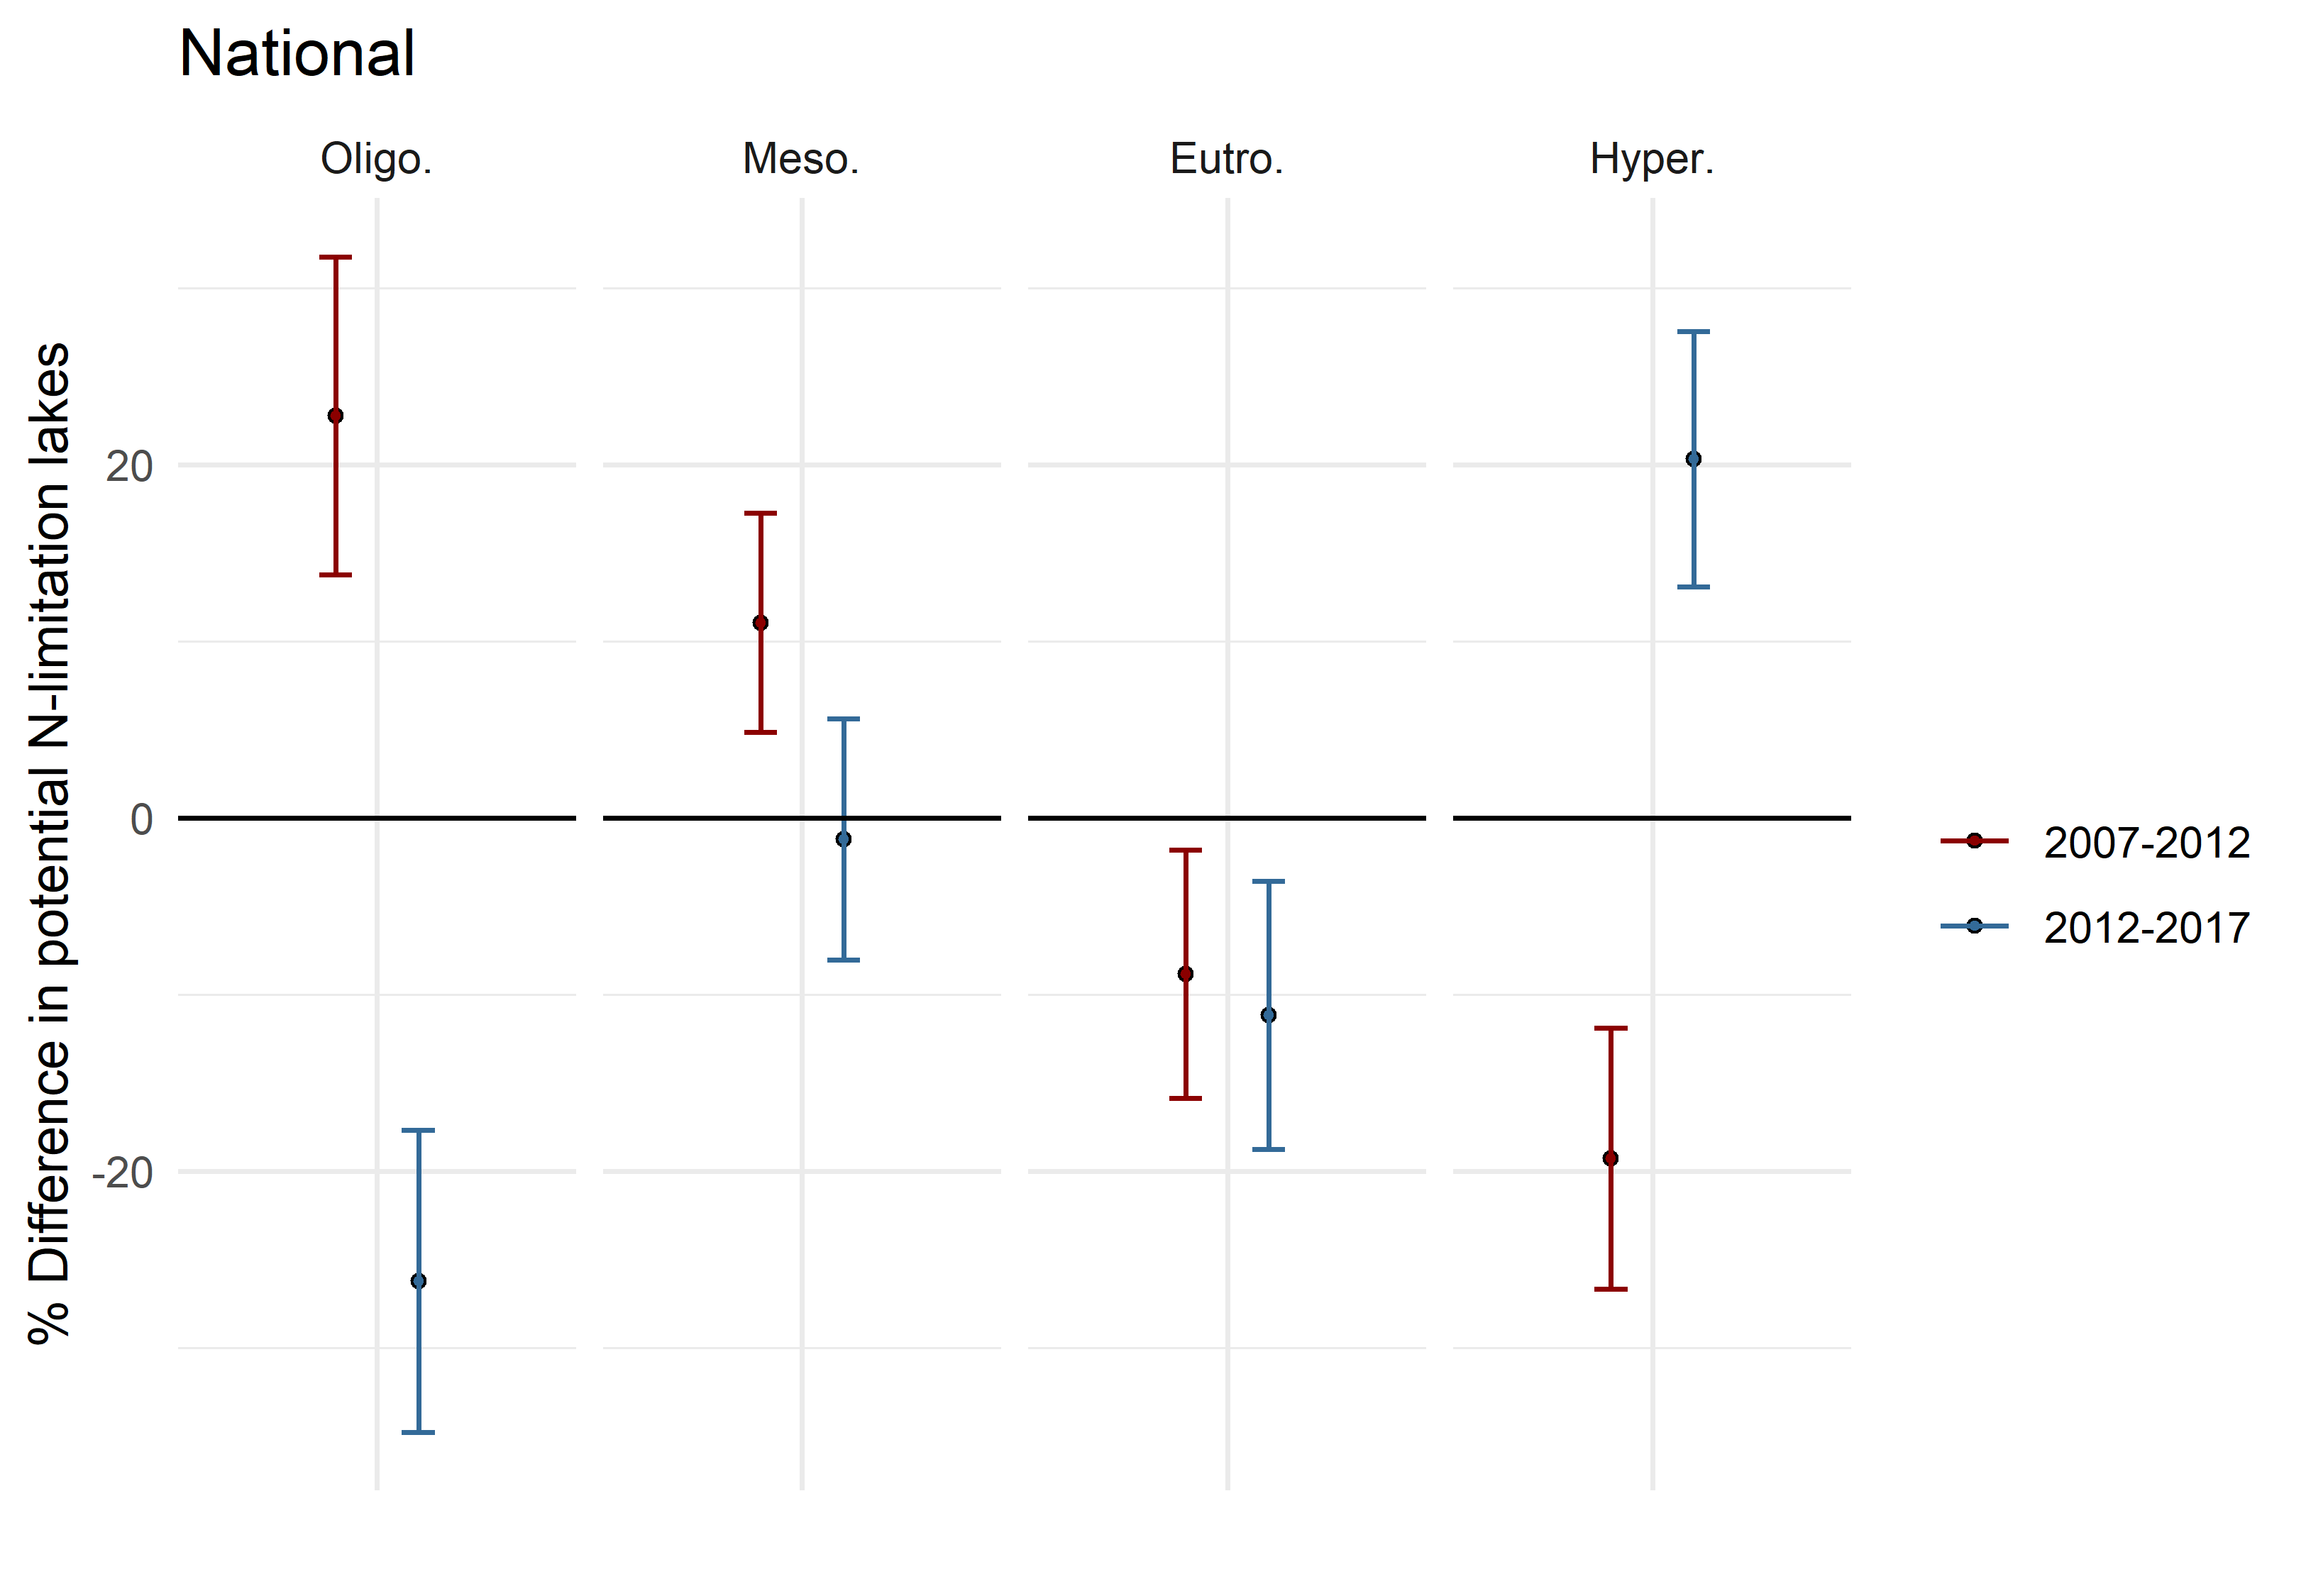 National
Oligo.
Meso.
Eutro.
Hyper.
% Difference in potential N-limitation lakes
20
0
-20
2007-2012
2012-2017